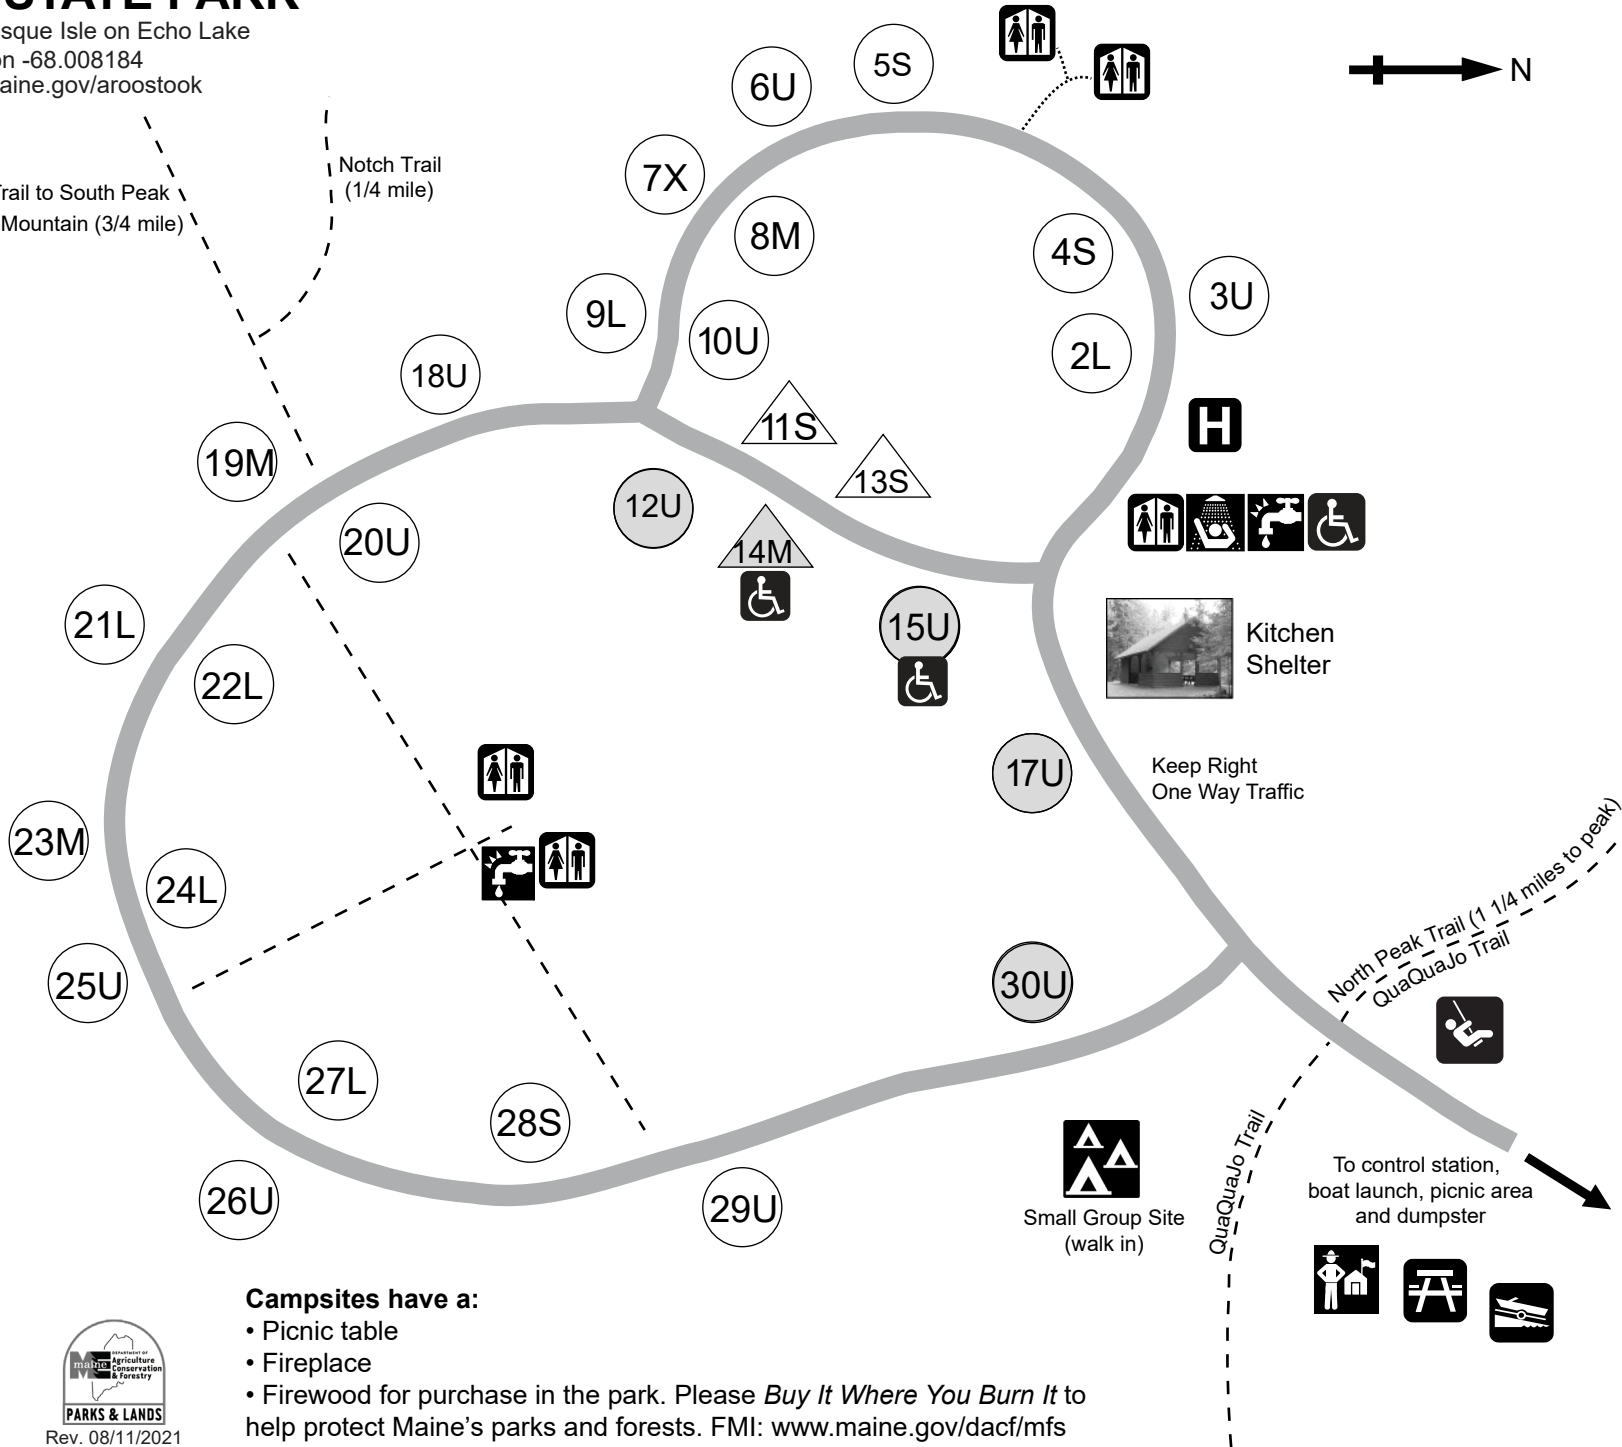 STATE PARK
sque Isle on Echo Lake
on -68.008184
aine.gov/aroostook
N
Notch Trail
(1/4 mile)
Trail to South Peak
Mountain (3/4 mile)
5S
6U
7X
8M
4S
3U
9L
10U
2L
18U
11S
H
19M
13S
12U
20U
14M
21L
15U
Kitchen
Shelter
22L
17U
Keep Right
One Way Traffic
23M
24L
25U
30U
North Peak Trail (1 1/4 miles to peak)
QuaQuaJo Trail
27L
28S
26U
29U
QuaQuaJo Trail
Small Group Site
(walk in)
To control station,
boat launch, picnic area
and dumpster
Campsites have a:
• Picnic table
• Fireplace
• Firewood for purchase in the park. Please Buy It Where You Burn It to
help protect Maine's parks and forests. FMI: www.maine.gov/dacf/mfs
DEPARTMENT OF
maine
Agriculture
Conservation
& Forestry
PARKS & LANDS
Rev. 08/11/2021